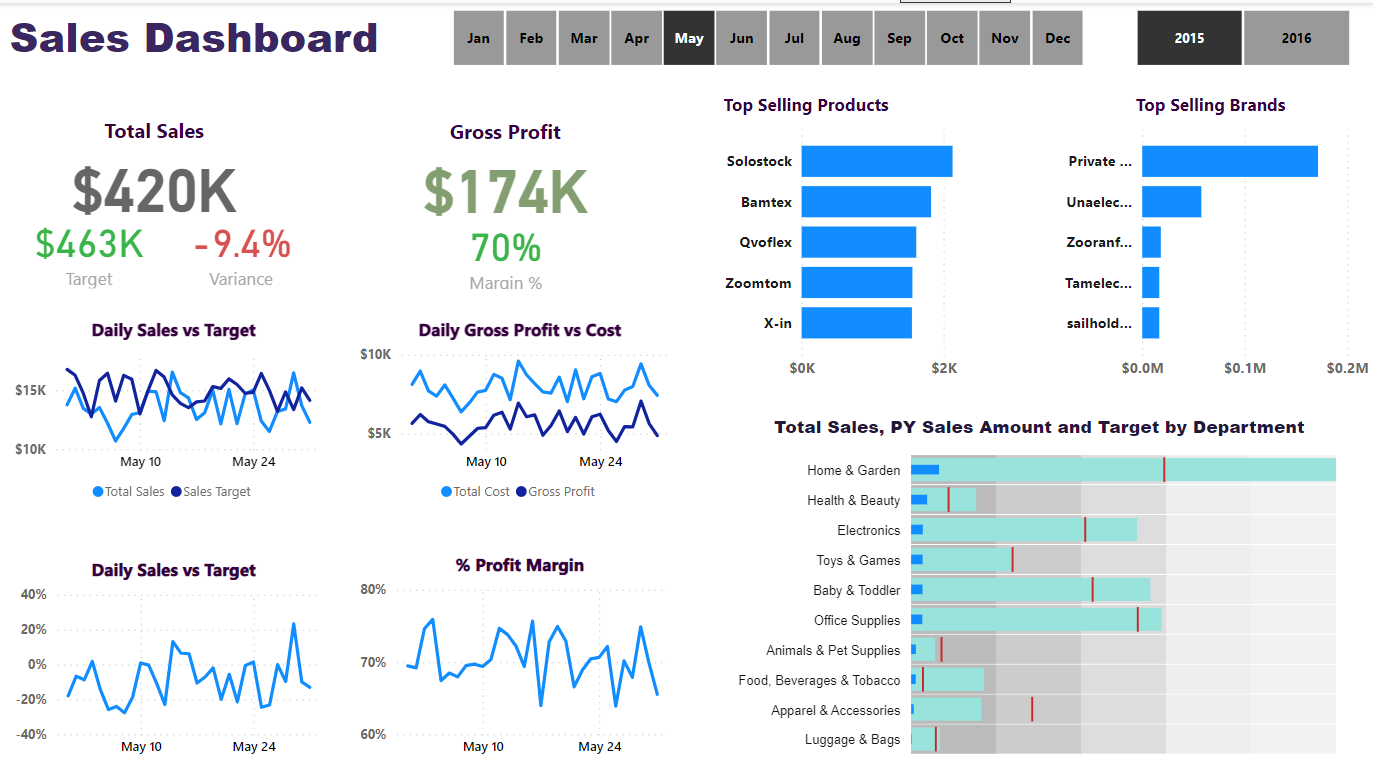 Sales Dashboard
Jan Feb Mar Apr May Jun Jul Aug Sep Oct Nov Dec
2015 2016
Total Sales
$420K
$463K
Target
-9.4%
Variance
Gross Profit
$174K
70%
Margin %
Top Selling Products
Solostock
Bamtex
Qvoflex
Zoomtom
X-in
$0K $2K
Top Selling Brands
Private ...
Unaelec...
Zooranf...
Tamelec...
sailhold...
$0.0M $0.1M $0.2M
Daily Sales vs Target
$15K
$10K
May 10 May 24
Total Sales Sales Target
Daily Gross Profit vs Cost
$10K
$5K
May 10 May 24
Total Cost Gross Profit
Daily Sales vs Target
40%
20%
0%
-20%
-40%
May 10 May 24
% Profit Margin
80%
70%
60%
May 10 May 24
Total Sales, PY Sales Amount and Target by Department
Home & Garden
Health & Beauty
Electronics
Toys & Games
Baby & Toddler
Office Supplies
Animals & Pet Supplies
Food, Beverages & Tobacco
Apparel & Accessories
Luggage & Bags